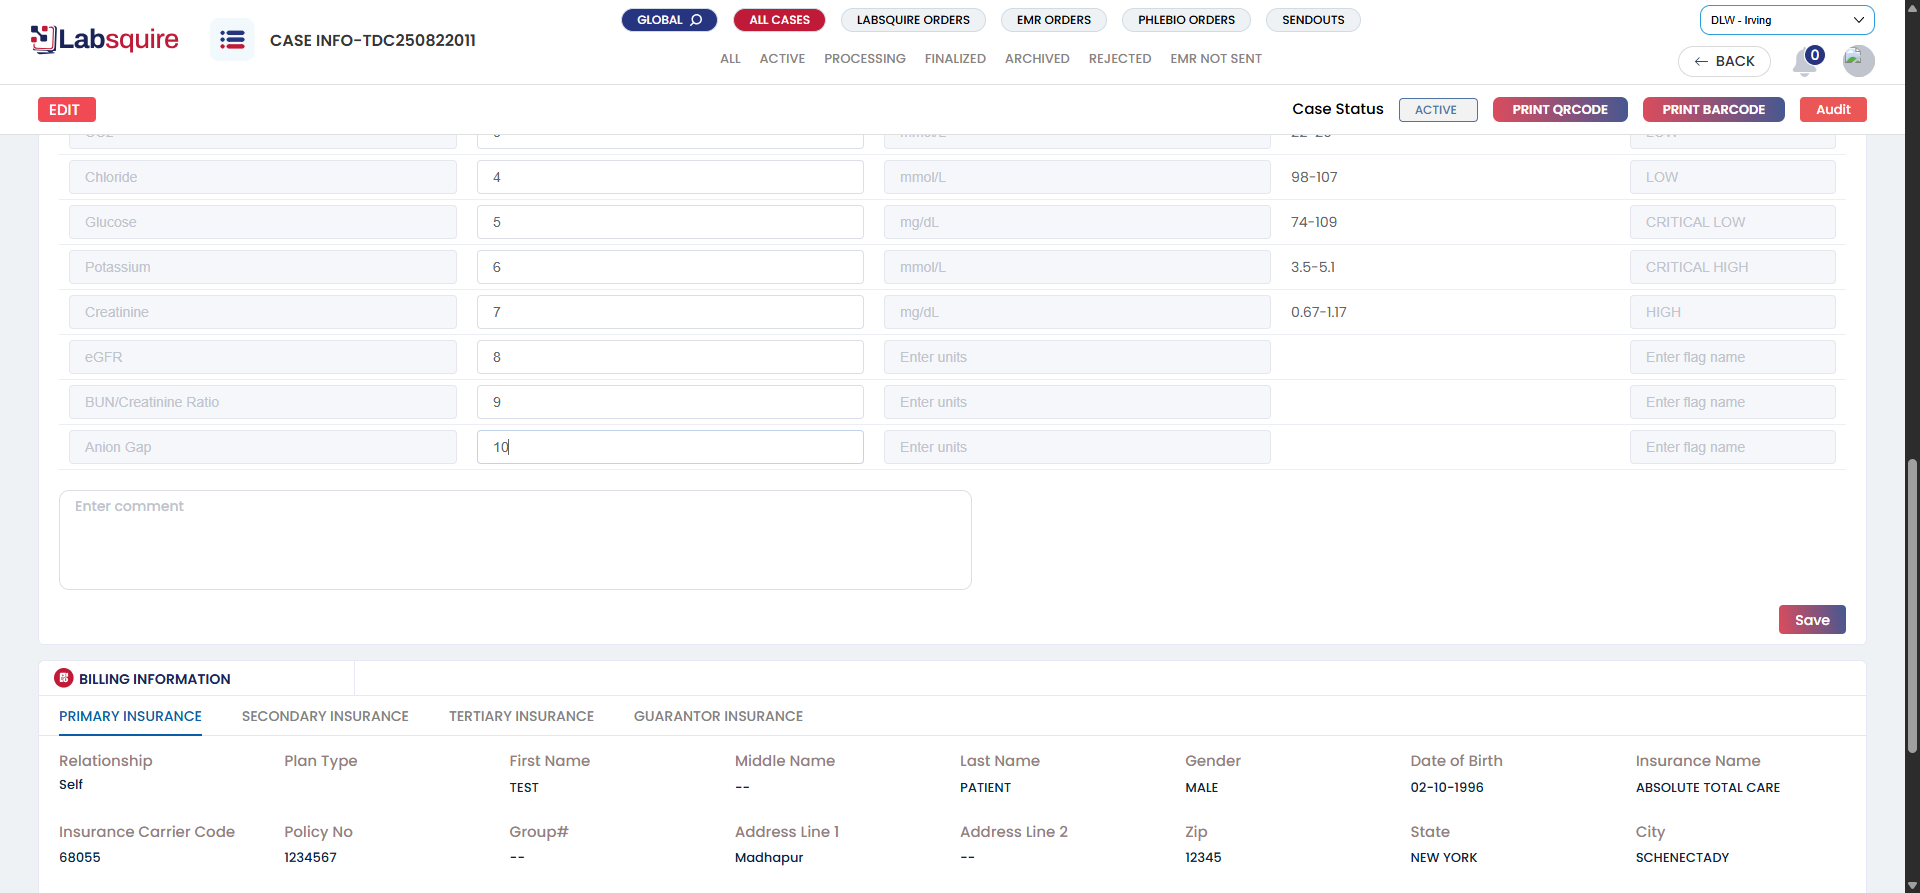 Labsquire
CASE INFO-TDC250822011
GLOBAL
ALL CASES
LABSQUIRE ORDERS
EMR ORDERS
PHLEBIO ORDERS
SENDOUTS
DLW - Irving
ALL
ACTIVE
PROCESSING
FINALIZED
ARCHIVED
REJECTED
EMR NOT SENT
BACK
0
EDIT
Case Status
ACTIVE
PRINT QRCODE
PRINT BARCODE
Audit
Chloride 4 mmol/L 98-107 LOW
Glucose 5 mg/dL 74-109 CRITICAL LOW
Potassium 6 mmol/L 3.5-5.1 CRITICAL HIGH
Creatinine 7 mg/dL 0.67-1.17 HIGH
eGFR 8 Enter units Enter flag name
BUN/Creatinine Ratio 9 Enter units Enter flag name
Anion Gap 10 Enter units Enter flag name
Enter comment
Save
BILLING INFORMATION
PRIMARY INSURANCE SECONDARY INSURANCE TERTIARY INSURANCE GUARANTOR INSURANCE
Relationship Plan Type First Name Middle Name Last Name Gender Date of Birth Insurance Name
Self TEST -- PATIENT MALE 02-10-1996 ABSOLUTE TOTAL CARE
Insurance Carrier Code Policy No Group# Address Line 1 Address Line 2 Zip State City
68055 1234567 -- Madhapur -- 12345 NEW YORK SCHENECTADY